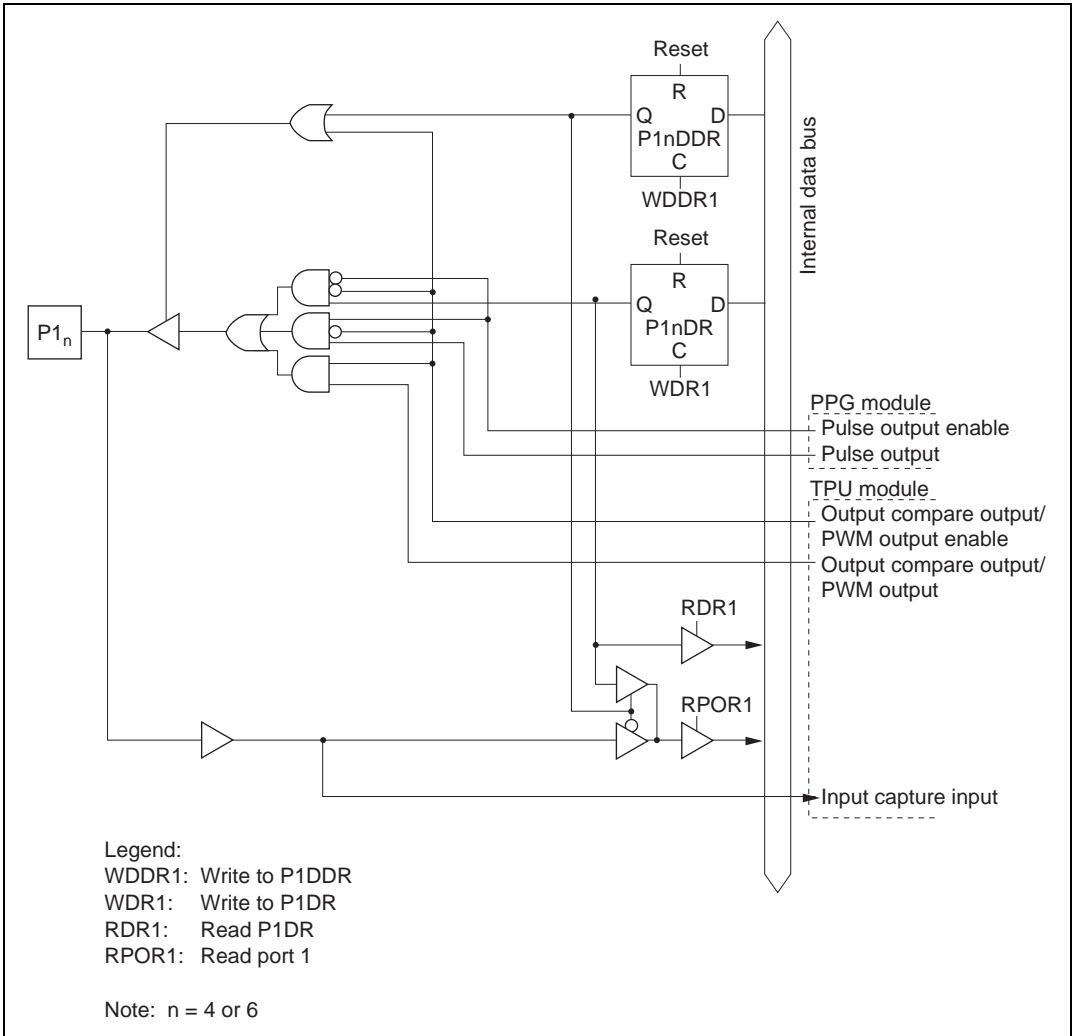 Reset
R
Q D
P1nDDR
C
WDDR1
Internal data bus
Reset
R
Q D
P1nDR
C
WDR1
P1n
PPG module
Pulse output enable
Pulse output
TPU module
Output compare output/
PWM output enable
Output compare output/
PWM output
RDR1
RPOR1
Input capture input
Legend:
WDDR1: Write to P1DDR
WDR1: Write to P1DR
RDR1: Read P1DR
RPOR1: Read port 1
Note: n = 4 or 6